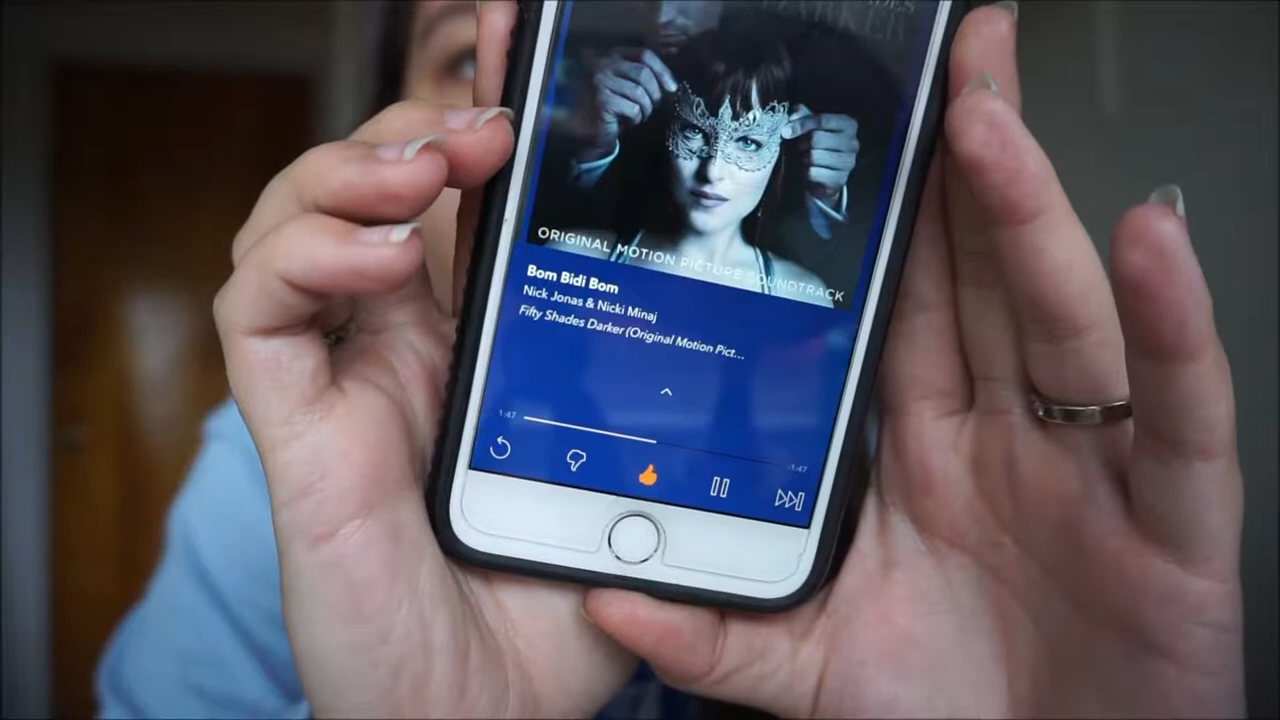 DARKER
ORIGINAL MOTION PICTURE SOUNDTRACK
Bom Bidi Bom
Nick Jonas & Nicki Minaj
Fifty Shades Darker (Original Motion Pict...
1:47
-1:47